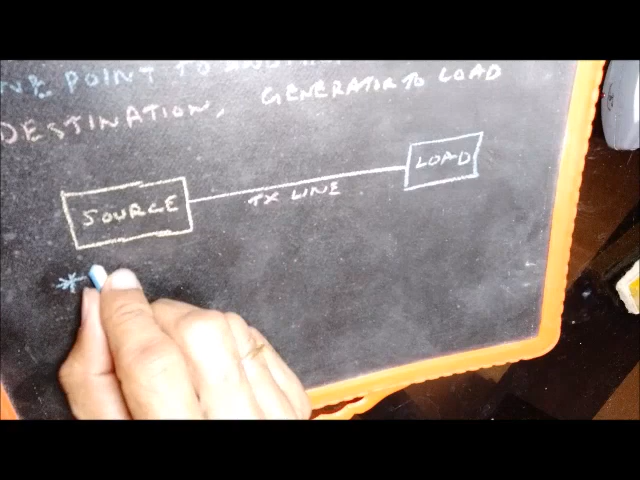 POINT TO
DESTINATION, GENERATOR TO LOAD
LOAD
TX LINE
SOURCE
*